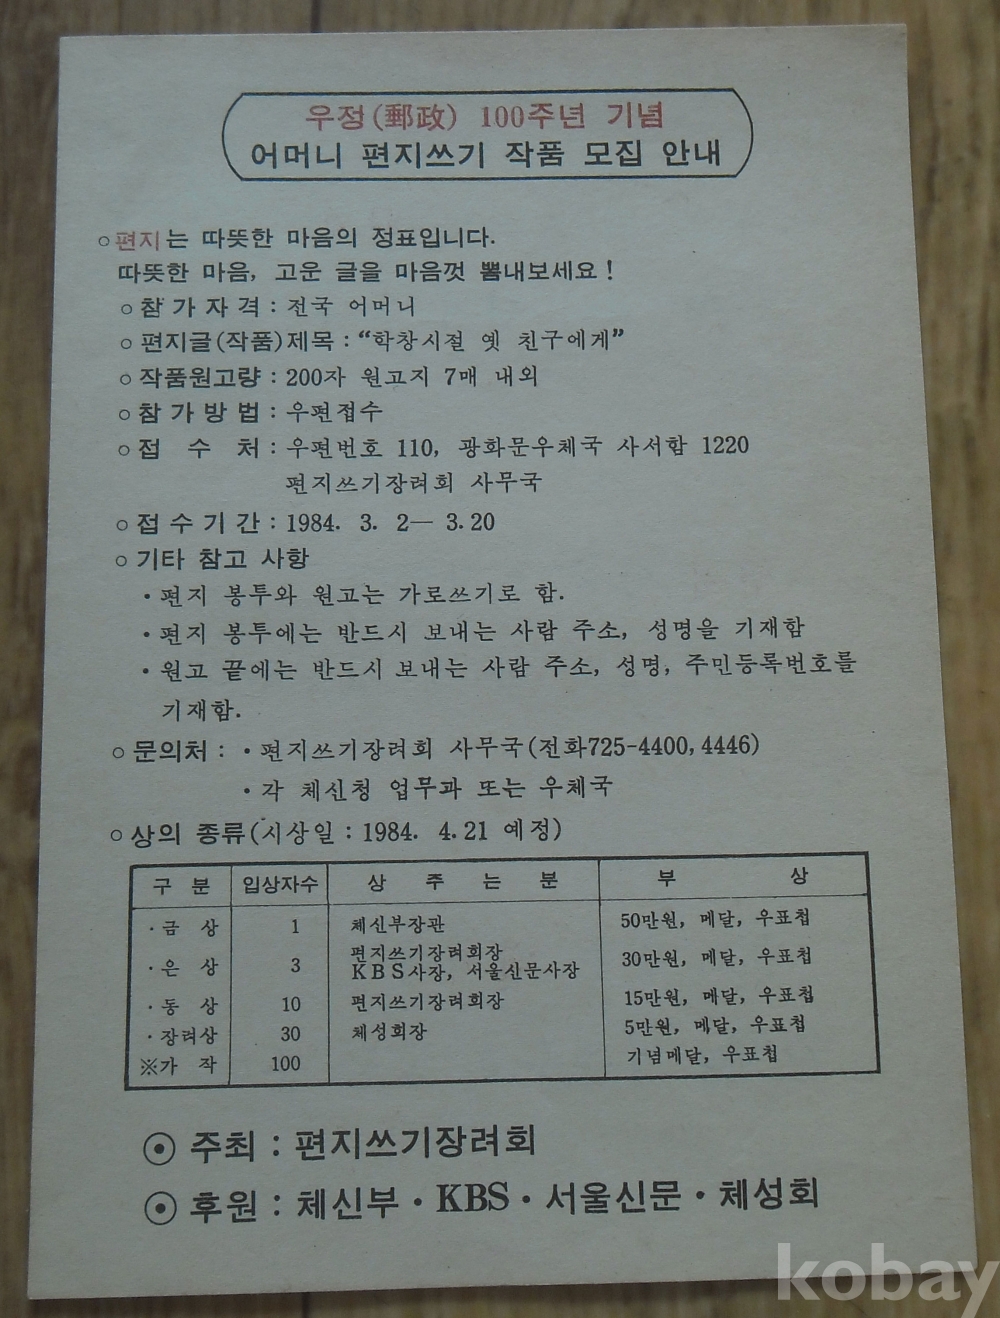 우정(郵政) 100주년 기념
어머니 편지쓰기 작품 모집 안내
○편지는 따뜻한 마음의 정표입니다.
따뜻한 마음, 고운 글을 마음껏 뽐내보세요!
○ 참가자격 : 전국 어머니
○ 편지글(작품)제목 : “학창시절 옛 친구에게”
○ 작품원고량 : 200자 원고지 7매 내외
○ 참가방법 : 우편접수
○ 접수처 : 우편번호 110, 광화문우체국 사서함 1220
편지쓰기장려회 사무국
○ 접수기간 : 1984. 3. 2— 3.20
○ 기타 참고 사항
· 편지 봉투와 원고는 가로쓰기로 함.
· 편지 봉투에는 반드시 보내는 사람 주소, 성명을 기재함
· 원고 끝에는 반드시 보내는 사람 주소, 성명, 주민등록번호를
기재함.
○ 문의처 : · 편지쓰기장려회 사무국(전화725-4400, 4446)
· 각 체신청 업무과 또는 우체국
○ 상의 종류(시상일 : 1984. 4.21 예정)
구분 입상자수 상주는분 부상
· 금상 1 체신부장관 50만원, 메달, 우표첩
· 은상 3 편지쓰기장려회장 KBS사장, 서울신문사장 30만원, 메달, 우표첩
· 동상 10 편지쓰기장려회장 15만원, 메달, 우표첩
· 장려상 30 체성회장 5만원, 메달, 우표첩
※가작 100 기념메달, 우표첩
⊙ 주최 : 편지쓰기장려회
⊙ 후원 : 체신부 · KBS · 서울신문 · 체성회
kobay